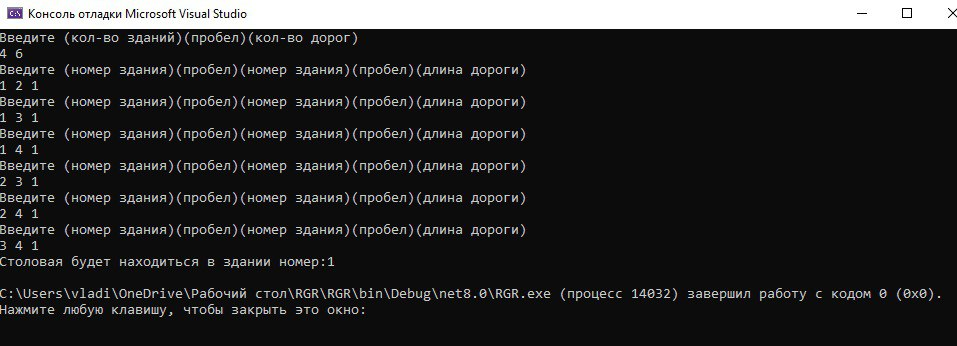 Консоль отладки Microsoft Visual Studio
Введите (кол-во зданий)(пробел)(кол-во дорог)
4 6
Введите (номер здания)(пробел)(номер здания)(пробел)(длина дороги)
1 2 1
Введите (номер здания)(пробел)(номер здания)(пробел)(длина дороги)
1 3 1
Введите (номер здания)(пробел)(номер здания)(пробел)(длина дороги)
1 4 1
Введите (номер здания)(пробел)(номер здания)(пробел)(длина дороги)
2 3 1
Введите (номер здания)(пробел)(номер здания)(пробел)(длина дороги)
2 4 1
Введите (номер здания)(пробел)(номер здания)(пробел)(длина дороги)
3 4 1
Столовая будет находиться в здании номер:1
C:\Users\vladi\OneDrive\Рабочий стол\RGR\RGR\bin\Debug\net8.0\RGR.exe (процесс 14032) завершил работу с кодом 0 (0x0).
Нажмите любую клавишу, чтобы закрыть это окно: